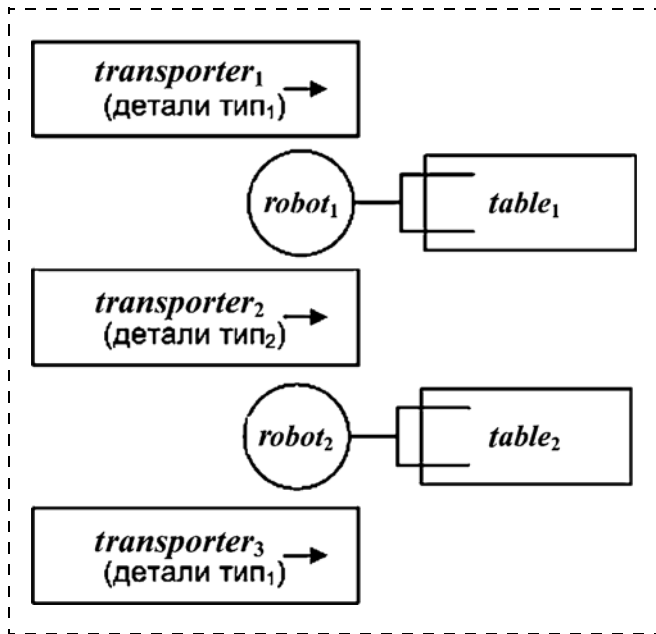 transporter₁
(детали тип₁)
robot₁
table₁
transporter₂
(детали тип₂)
robot₂
table₂
transporter₃
(детали тип₁)